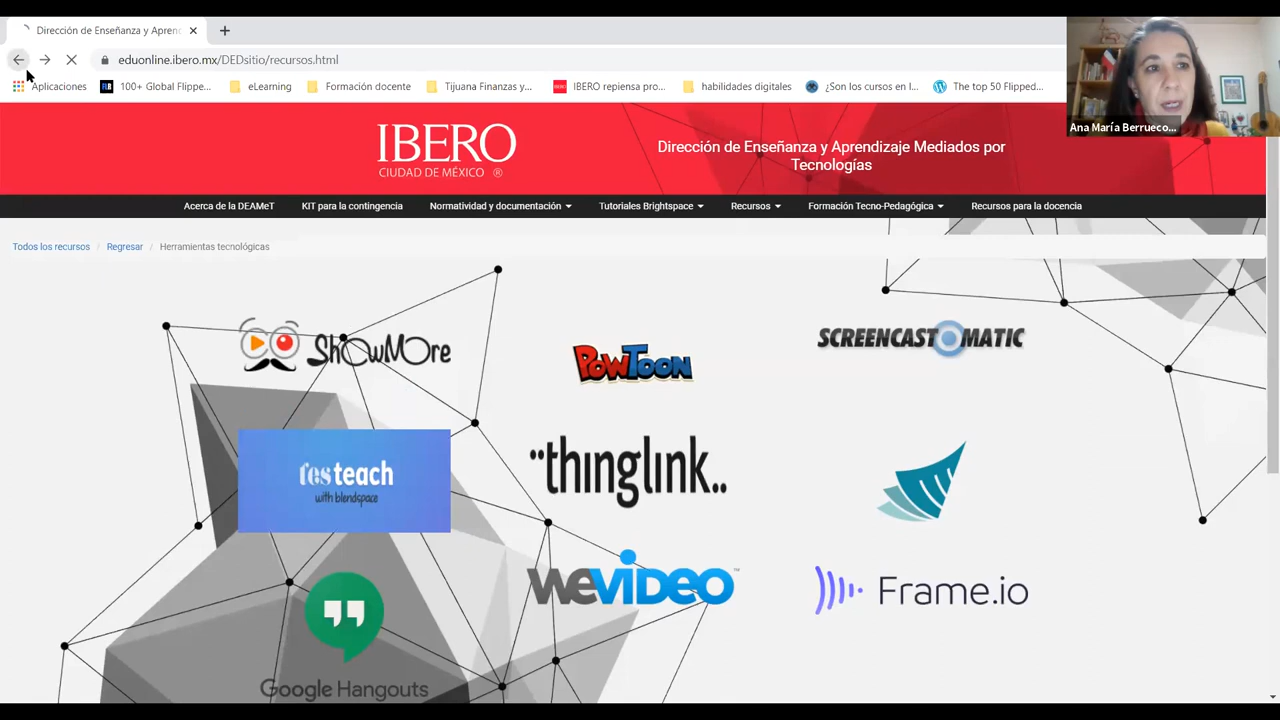 Dirección de Enseñanza y Apren
eduonline.ibero.mx/DEDsitio/recursos.html
Aplicaciones 100+ Global Flippe... eLearning Formación docente Tijuana Finanzas y... IBERO repiensa pro... habilidades digitales ¿Son los cursos en l... The top 50 Flipped...
Ana María Berrueco...
IBERO
CIUDAD DE MÉXICO ®
Dirección de Enseñanza y Aprendizaje Mediados por
Tecnologías
Acerca de la DEAMeT KIT para la contingencia Normatividad y documentación Tutoriales Brightspace Recursos Formación Tecno-Pedagógica Recursos para la docencia
Todos los recursos / Regresar / Herramientas tecnológicas
ShowMore
PowToon
SCREENCAST MATIC
tes teach
with blendspace
thinglink..
WeVideo
Frame.io
Google Hangouts